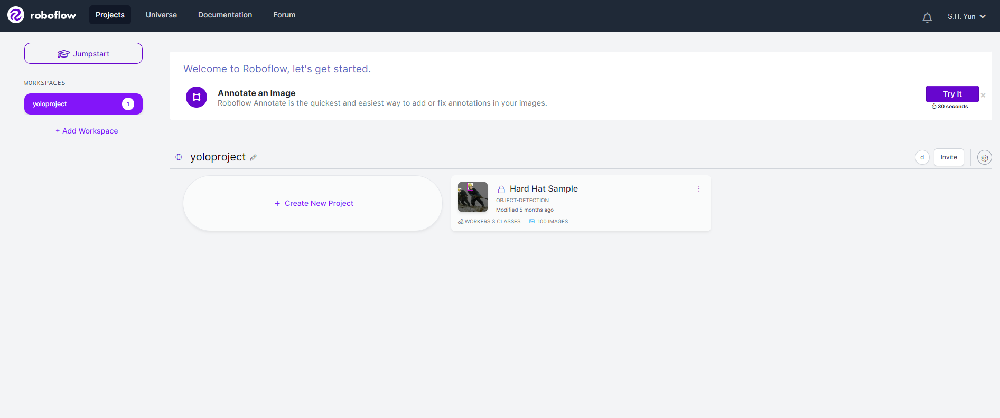 roboflow
Projects
Universe
Documentation
Forum
S.H. Yun
Jumpstart
WORKSPACES
yoloproject
1
+ Add Workspace
Welcome to Roboflow, let's get started.
Annotate an Image
Roboflow Annotate is the quickest and easiest way to add or fix annotations in your images.
Try It
30 seconds
yoloproject
d
Invite
+ Create New Project
Hard Hat Sample
OBJECT-DETECTION
Modified 5 months ago
WORKERS 3 CLASSES
100 IMAGES